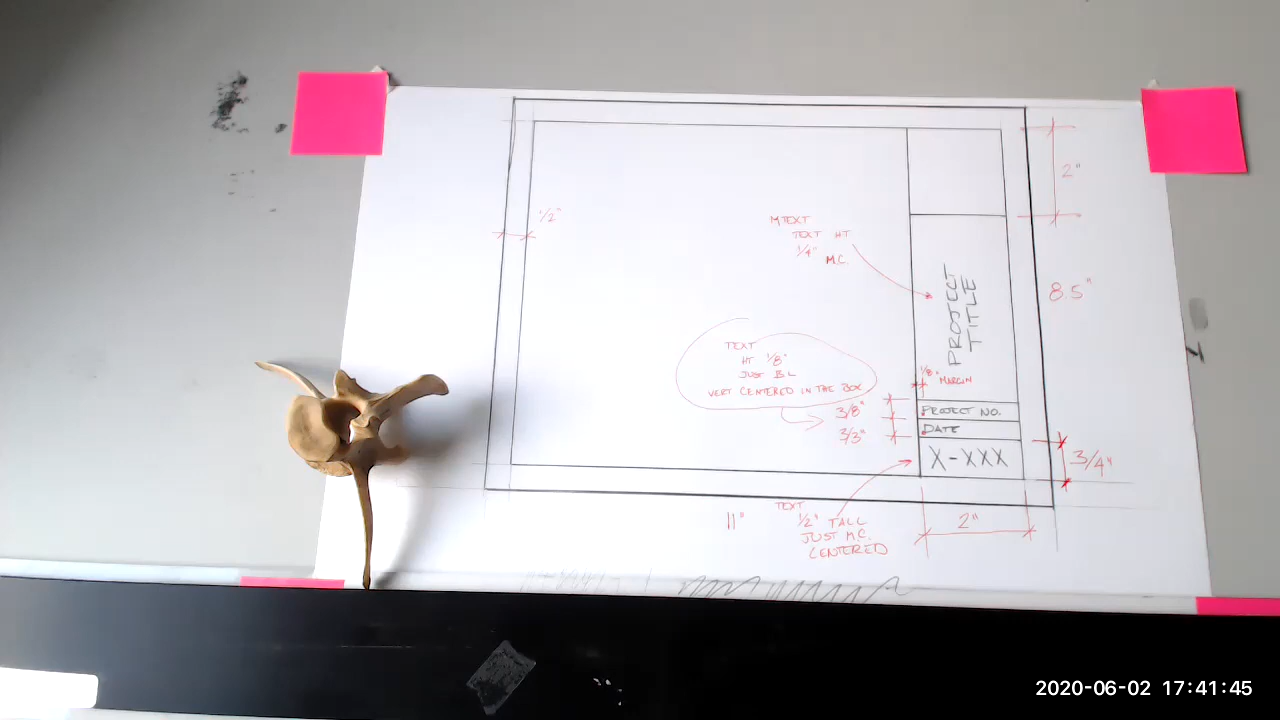 1/2"
2"
MTEXT
TEXT HT
1/4" M.C.
PROJECT
TITLE
8.5"
TEXT
HT 1/8"
JUST B L
VERT CENTERED IN THE BOX
1/8"
MARGIN
3/8"
PROJECT NO.
3/3"
DATE
X-XXX
3/4"
11"
TEXT
1/2" TALL
JUST M.C.
CENTERED
2"
2020-06-02 17:41:45